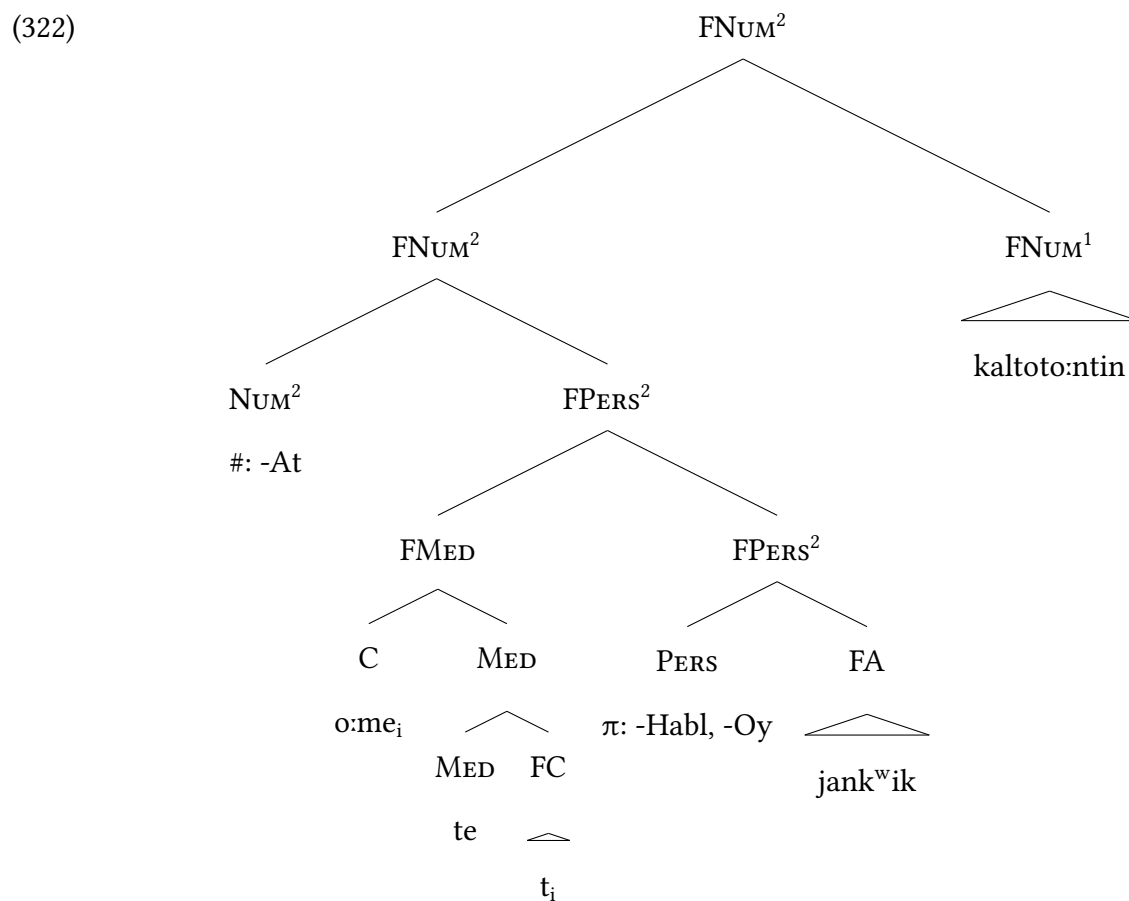 (322) FNum²
FNum² FNum¹
kaltoto:ntin
Num² FPers²
#: -At
FMed FPers²
C Med Pers FA
o:meᵢ π: -Habl, -Oy
Med FC
jankʷik
te
tᵢ